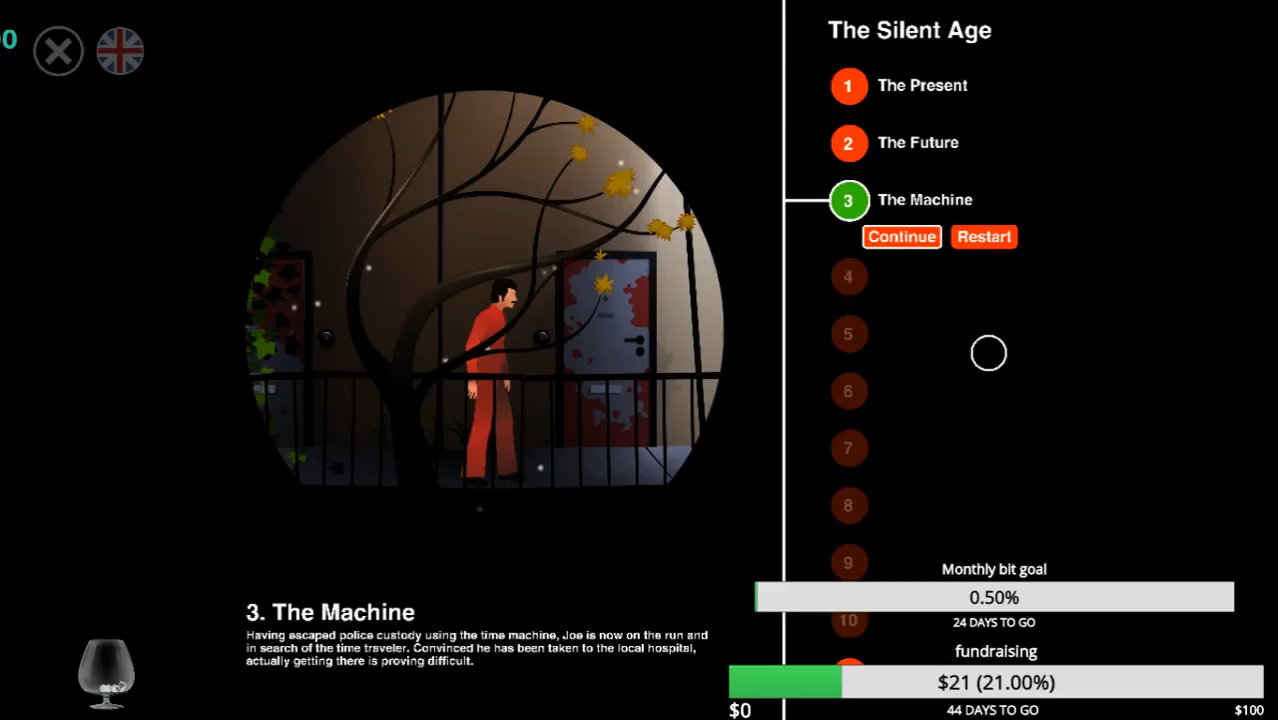 0
The Silent Age
1 The Present
2 The Future
3 The Machine
Continue Restart
4
5
6
7
8
9
10
3. The Machine
Having escaped police custody using the time machine, Joe is now on the run and
in search of the time traveler. Convinced he has been taken to the local hospital,
actually getting there is proving difficult.
Monthly bit goal
0.50%
24 DAYS TO GO
fundraising
$21 (21.00%)
$0 44 DAYS TO GO $100